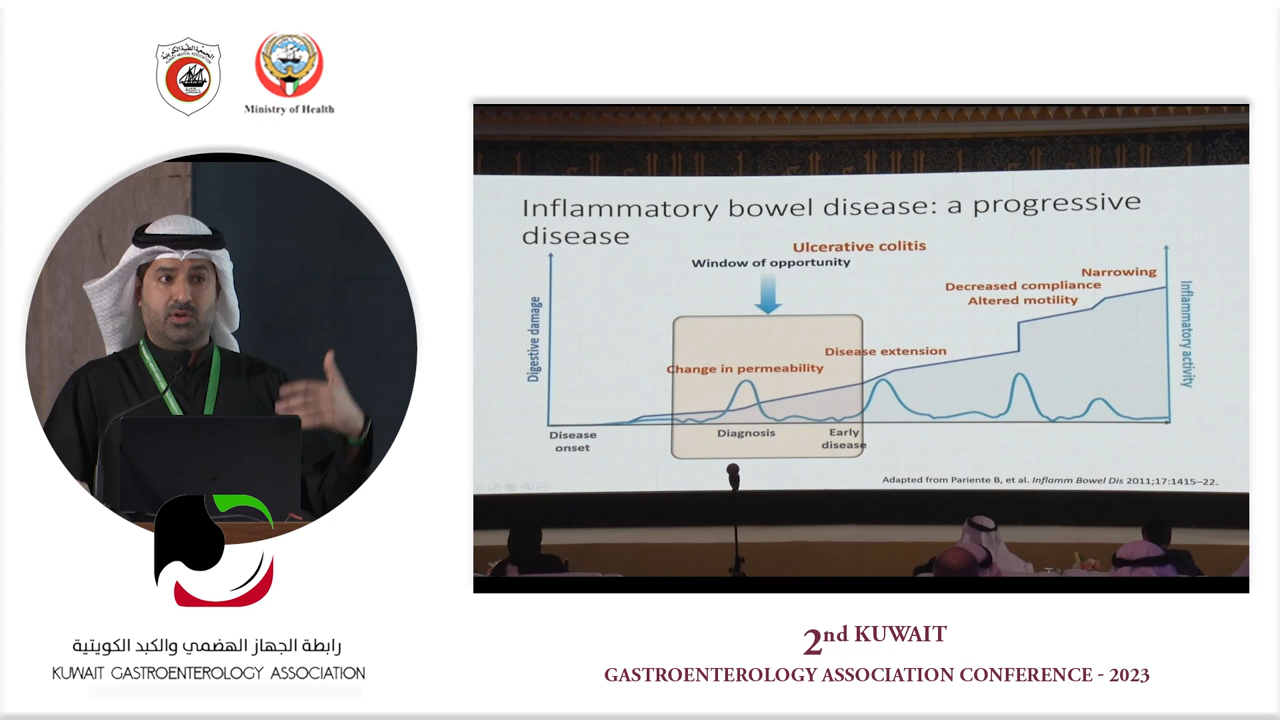 الجمعية الطبية الكويتية
Ministry of Health
Inflammatory bowel disease: a progressive
disease
Ulcerative colitis
Window of opportunity
Narrowing
Decreased compliance
Altered motility
Digestive damage
Inflammatory activity
Disease extension
Change in permeability
Disease
onset
Diagnosis
Early
disease
Adapted from Pariente B, et al. Inflamm Bowel Dis 2011;17:1415–22.
رابطة الجهاز الهضمي والكبد الكويتية
KUWAIT GASTROENTEROLOGY ASSOCIATION
2nd KUWAIT
GASTROENTEROLOGY ASSOCIATION CONFERENCE - 2023